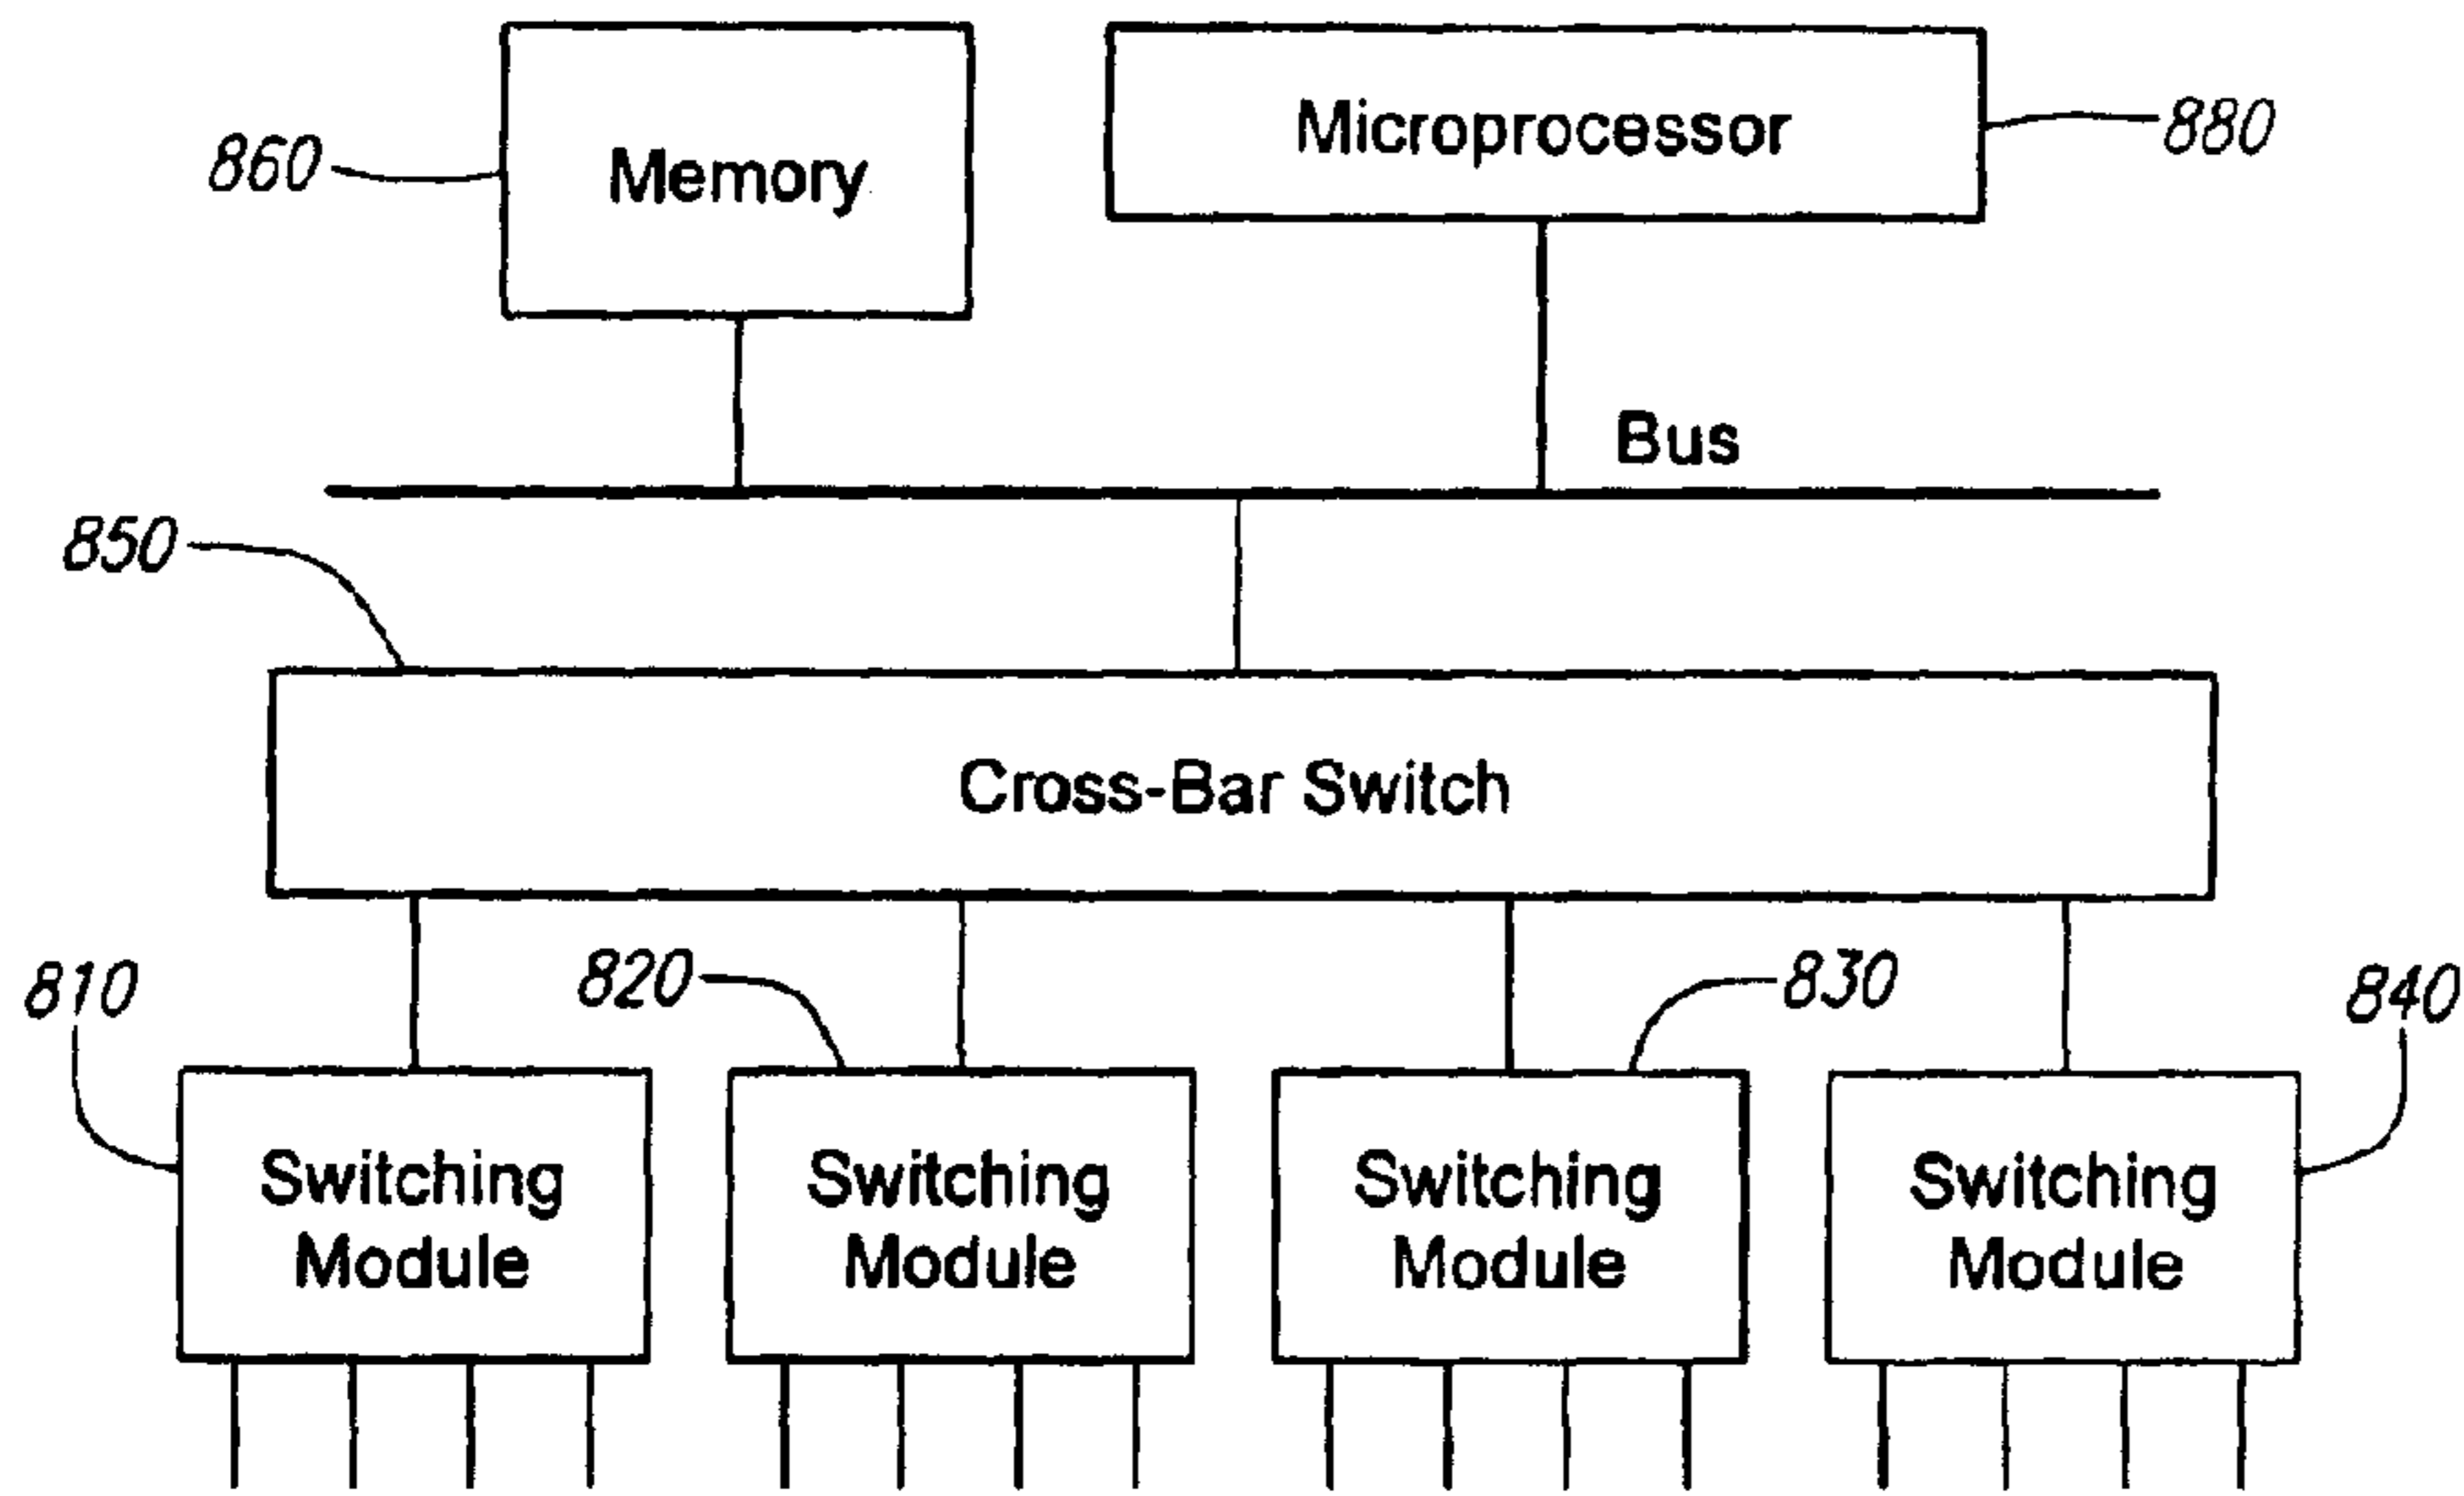 Microprocessor
880
860
Memory
Bus
850
Cross-Bar Switch
810
820
830
840
Switching
Module
Switching
Module
Switching
Module
Switching
Module